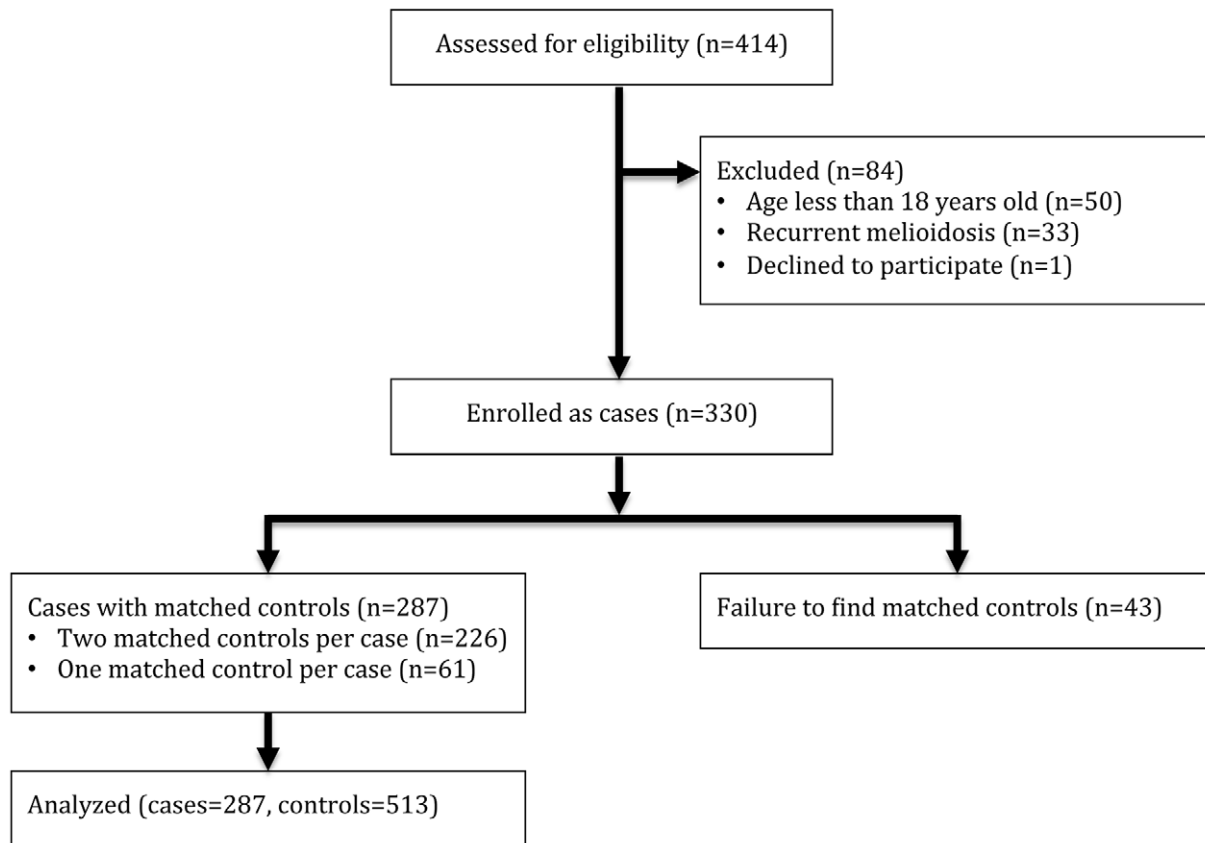 Assessed for eligibility (n=414)
Excluded (n=84)
• Age less than 18 years old (n=50)
• Recurrent melioidosis (n=33)
• Declined to participate (n=1)
Enrolled as cases (n=330)
Cases with matched controls (n=287)
• Two matched controls per case (n=226)
• One matched control per case (n=61)
Failure to find matched controls (n=43)
Analyzed (cases=287, controls=513)